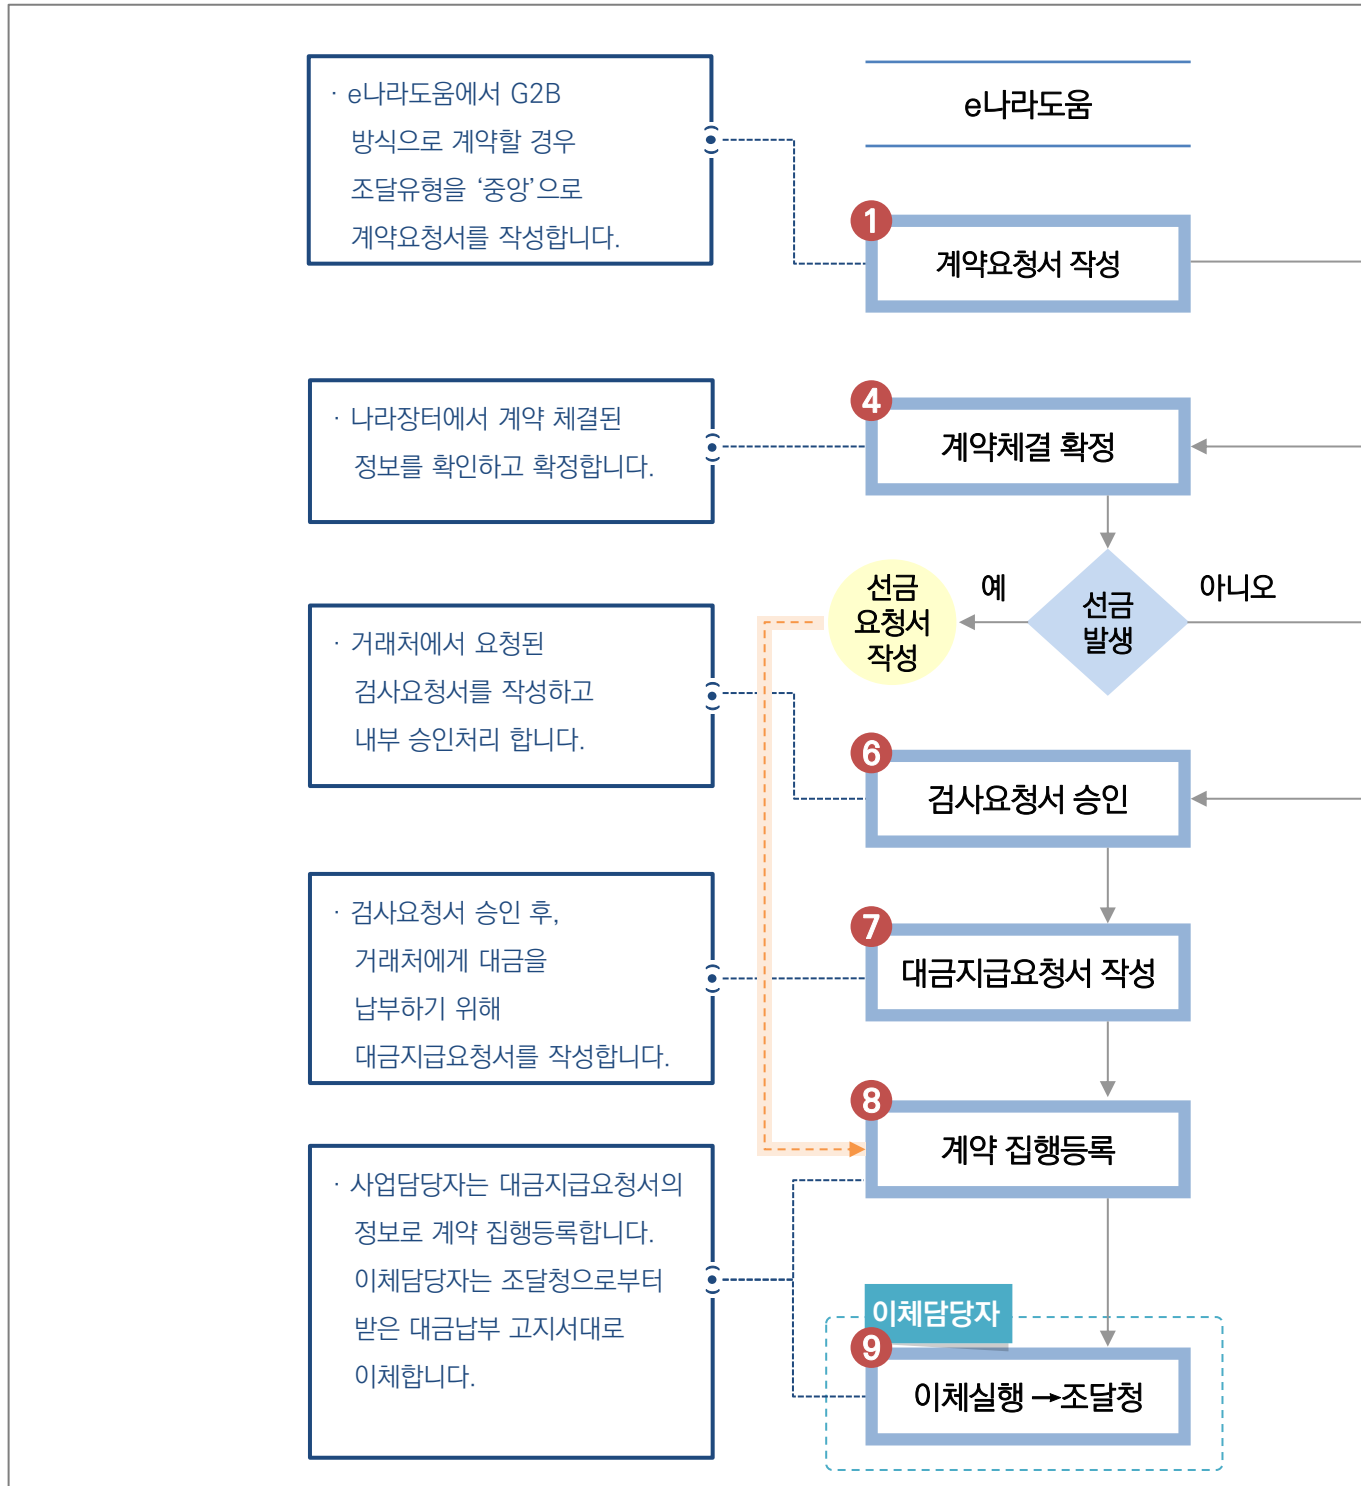 e나라도움
· e나라도움에서 G2B
방식으로 계약할 경우
조달유형을 ‘중앙’으로
계약요청서를 작성합니다.
1
계약요청서 작성
· 나라장터에서 계약 체결된
정보를 확인하고 확정합니다.
4
계약체결 확정
선금
발생
예
아니오
선금
요청서
작성
· 거래처에서 요청된
검사요청서를 작성하고
내부 승인처리 합니다.
6
검사요청서 승인
· 검사요청서 승인 후,
거래처에게 대금을
납부하기 위해
대금지급요청서를 작성합니다.
7
대금지급요청서 작성
8
계약 집행등록
· 사업담당자는 대금지급요청서의
정보로 계약 집행등록합니다.
이체담당자는 조달청으로부터
받은 대금납부 고지서대로
이체합니다.
이체담당자
9
이체실행 →조달청